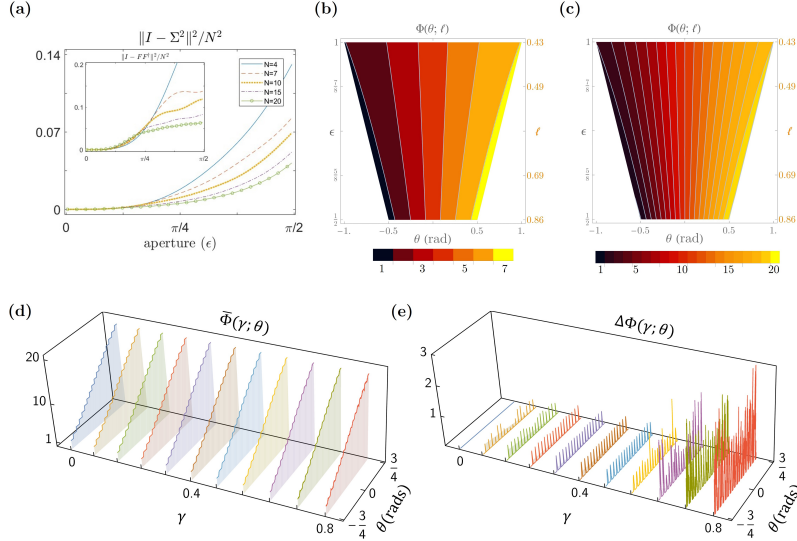 (a)
‖I − Σ²‖²/N²
0.14
0.07
0
0 π/4 π/2
aperture (ϵ)
‖I − FF†‖²/N²
0.2
0.1
0
0 π/4 π/2
N=4
N=7
N=10
N=15
N=20
(b)
Φ(θ; ℓ)
1
ϵ
−1. −0.5 0 0.5 1.
θ (rad)
0.43
0.49
ℓ
0.69
0.86
1 3 5 7
(c)
Φ(θ; ℓ)
1
ϵ
−1. −0.5 0 0.5 1.
θ (rad)
0.43
0.49
ℓ
0.69
0.86
1 5 10 15 20
(d)
Φ̅(γ; θ)
20
10
1
0 0.4 0.8
γ
−3/4 0 3/4
θ(rads)
(e)
ΔΦ(γ; θ)
3
2
1
0 0.4 0.8
γ
−3/4 0 3/4
θ(rads)